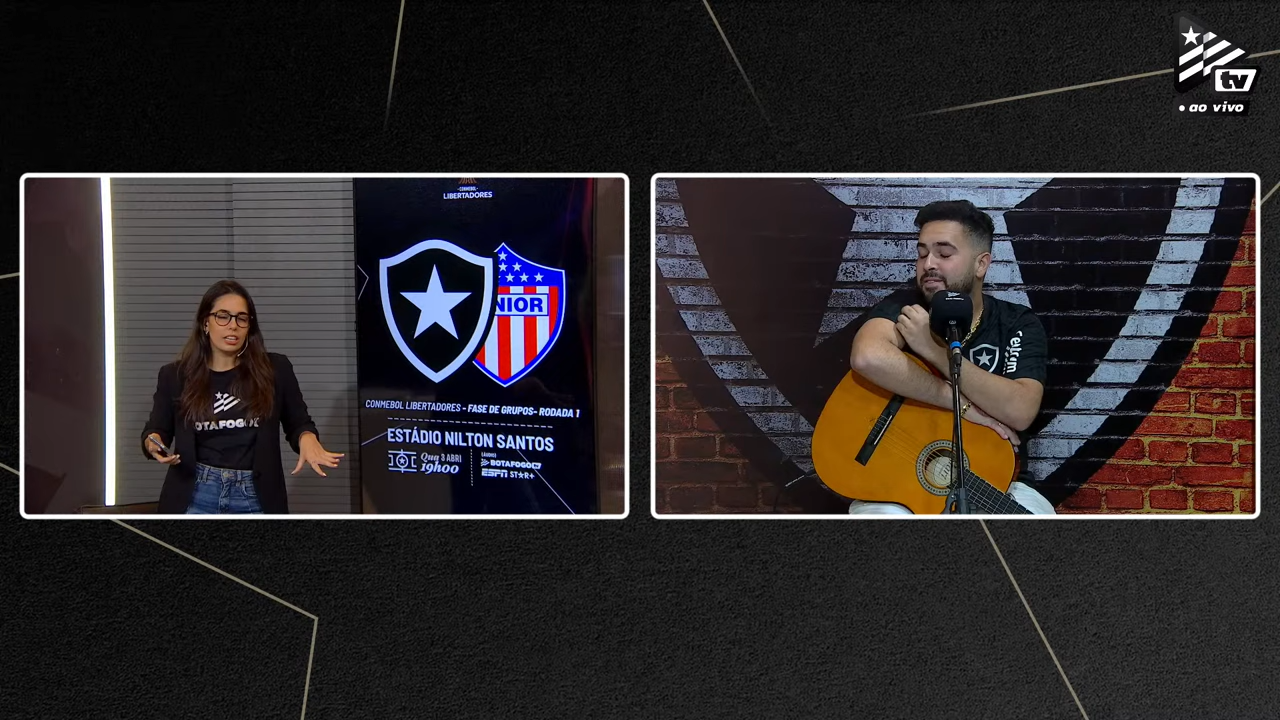 tv
• ao vivo
CONMEBOL
LIBERTADORES
NIOR
CONMEBOL LIBERTADORES - FASE DE GRUPOS- RODADA 1
ESTÁDIO NILTON SANTOS
Qua 3 ABRI
19h00
BOTAFOGO
ESPN STAR+
BOTAFOGO